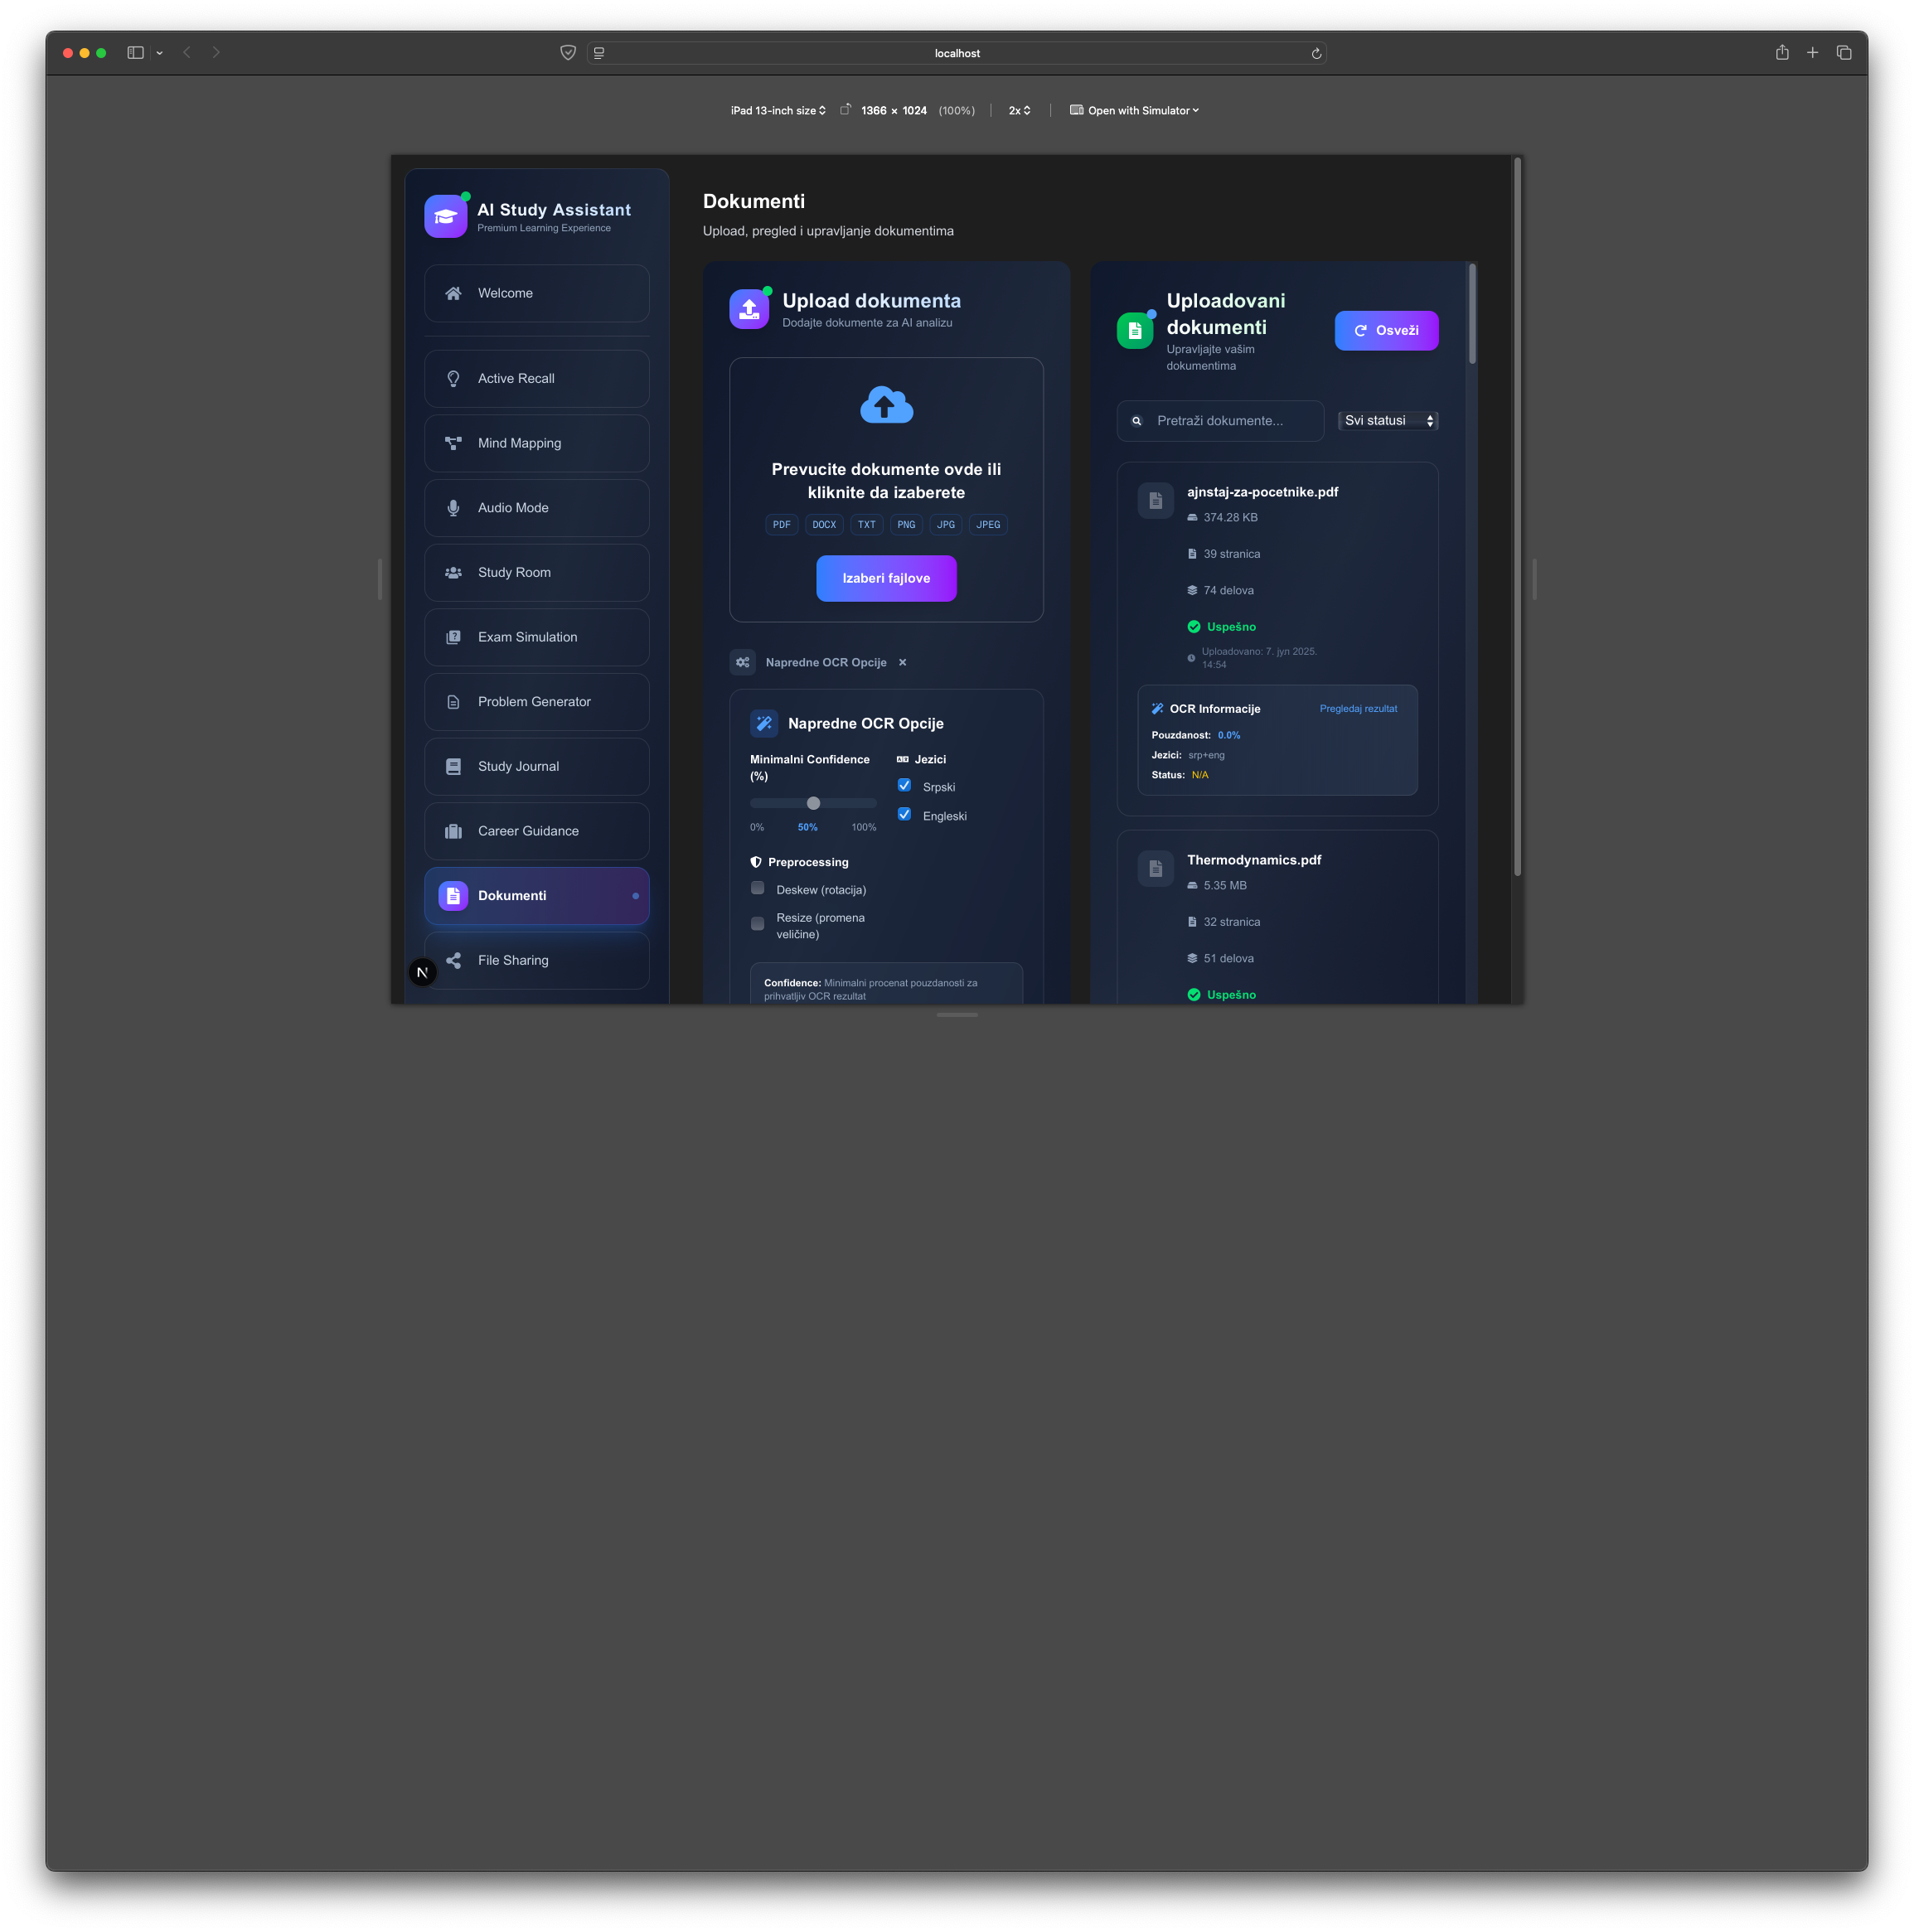 localhost
iPad 13-inch size
1366 × 1024 (100%)
2x
Open with Simulator
AI Study Assistant
Premium Learning Experience
Welcome
Active Recall
Mind Mapping
Audio Mode
Study Room
Exam Simulation
Problem Generator
Study Journal
Career Guidance
Dokumenti
File Sharing
N
Dokumenti
Upload, pregled i upravljanje dokumentima
Upload dokumenta
Dodajte dokumente za AI analizu
Prevucite dokumente ovde ili
kliknite da izaberete
PDF DOCX TXT PNG JPG JPEG
Izaberi fajlove
Napredne OCR Opcije
Napredne OCR Opcije
Minimalni Confidence
(%)
0% 50% 100%
Jezici
Srpski
Engleski
Preprocessing
Deskew (rotacija)
Resize (promena
veličine)
Confidence: Minimalni procenat pouzdanosti za
prihvatljiv OCR rezultat
Uploadovani
dokumenti
Upravljajte vašim
dokumentima
Osveži
Pretraži dokumente...
Svi statusi
ajnstaj-za-pocetnike.pdf
374.28 KB
39 stranica
74 delova
Uspešno
Uploadovano: 7. јун 2025.
14:54
OCR Informacije
Pregledaj rezultat
Pouzdanost: 0.0%
Jezici: srp+eng
Status: N/A
Thermodynamics.pdf
5.35 MB
32 stranica
51 delova
Uspešno